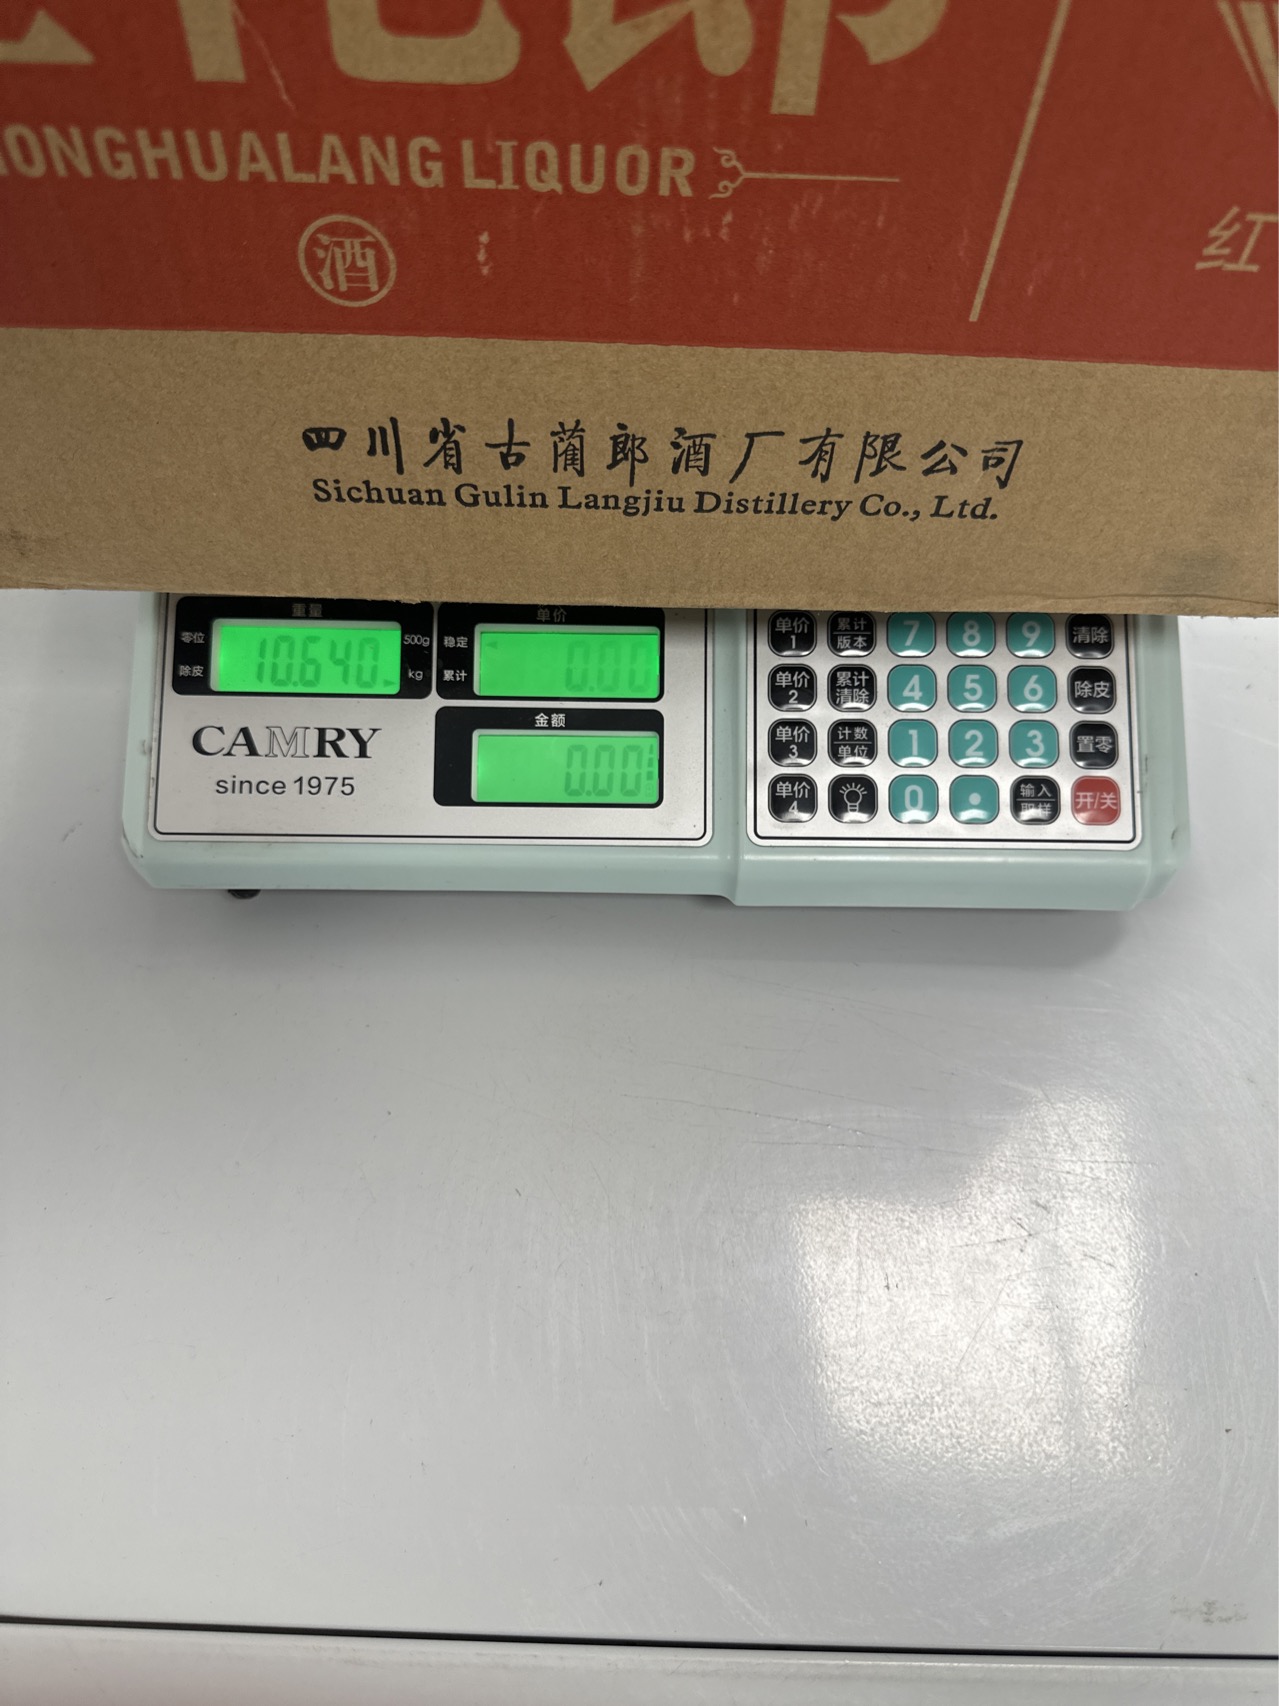 ONGHUALANG LIQUOR
酒
红
四川省古蔺郎酒厂有限公司
Sichuan Gulin Langjiu Distillery Co., Ltd.
重量
单价
零位
除皮
10.640
500g
kg
稳定
累计
0.00
金额
0.00
CAMRY
since 1975
单价1 累计版本 7 8 9 清除
单价2 累计清除 4 5 6 除皮
单价3 计数单位 1 2 3 置零
单价4 0 . 输入取样 开/关